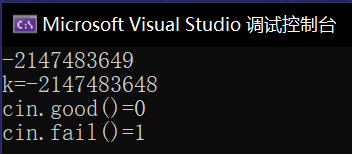 Microsoft Visual Studio 调试控制台
-2147483649
k=-2147483648
cin.good()=0
cin.fail()=1